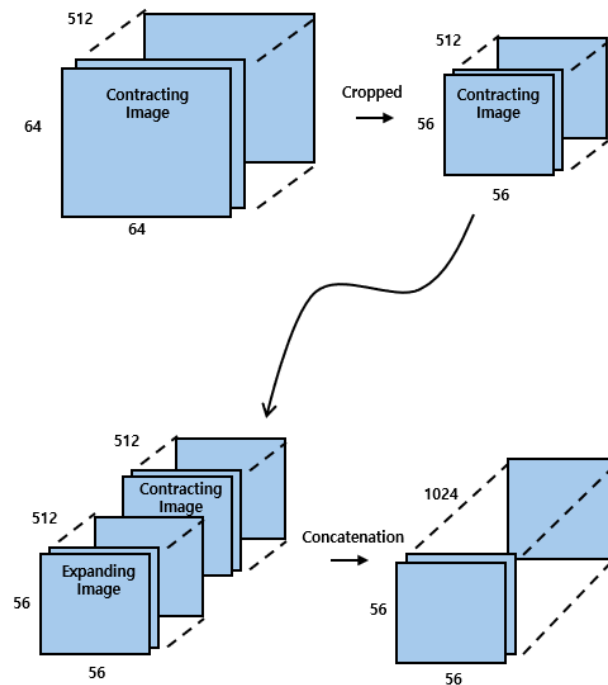 512
Contracting
Image
64
64
Cropped
512
Contracting
Image
56
56
512
Contracting
Image
512
Expanding
Image
56
56
Concatenation
1024
56
56